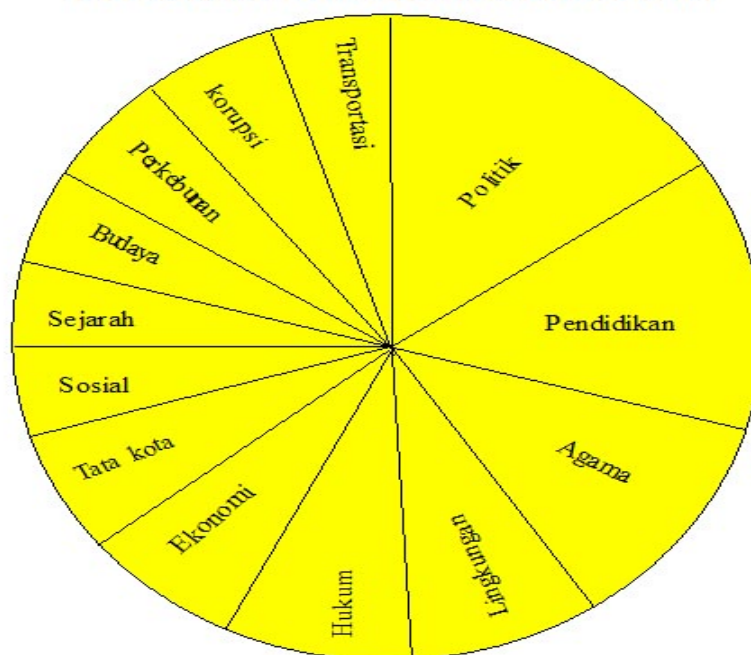 Politik
Pendidikan
Agama
Lingkungan
Hukum
Ekonomi
Tata kota
Sosial
Sejarah
Budaya
Perkebunan
korupsi
Transportasi